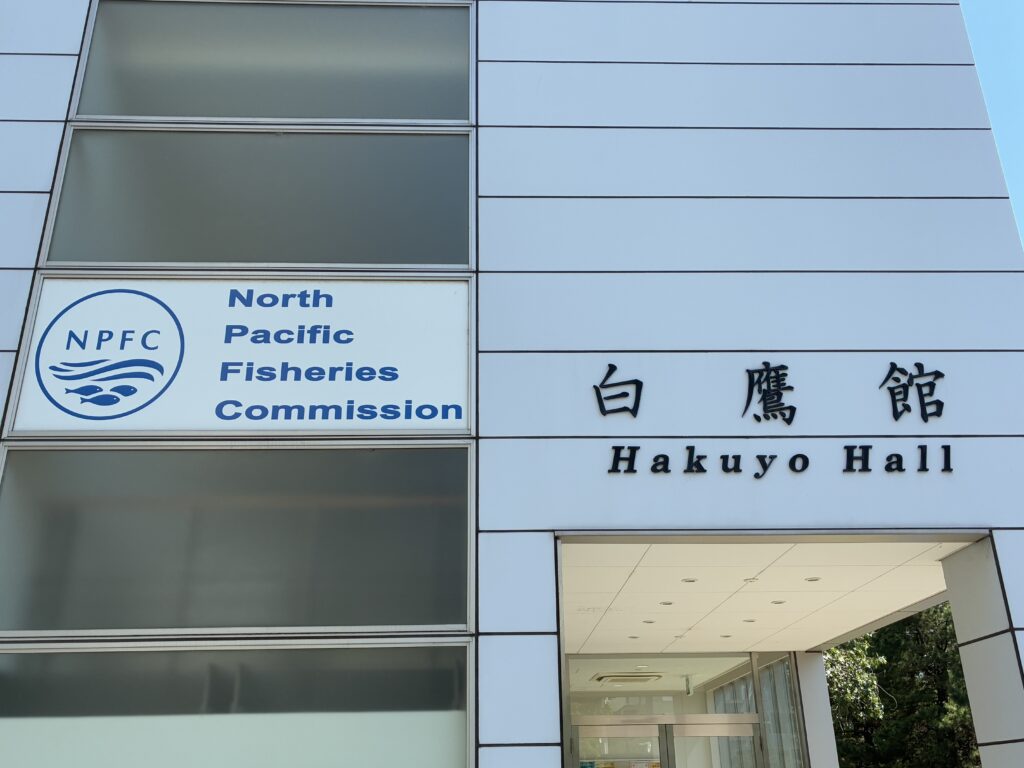 NPFC
North
Pacific
Fisheries
Commission
白鷹館
Hakuyo Hall